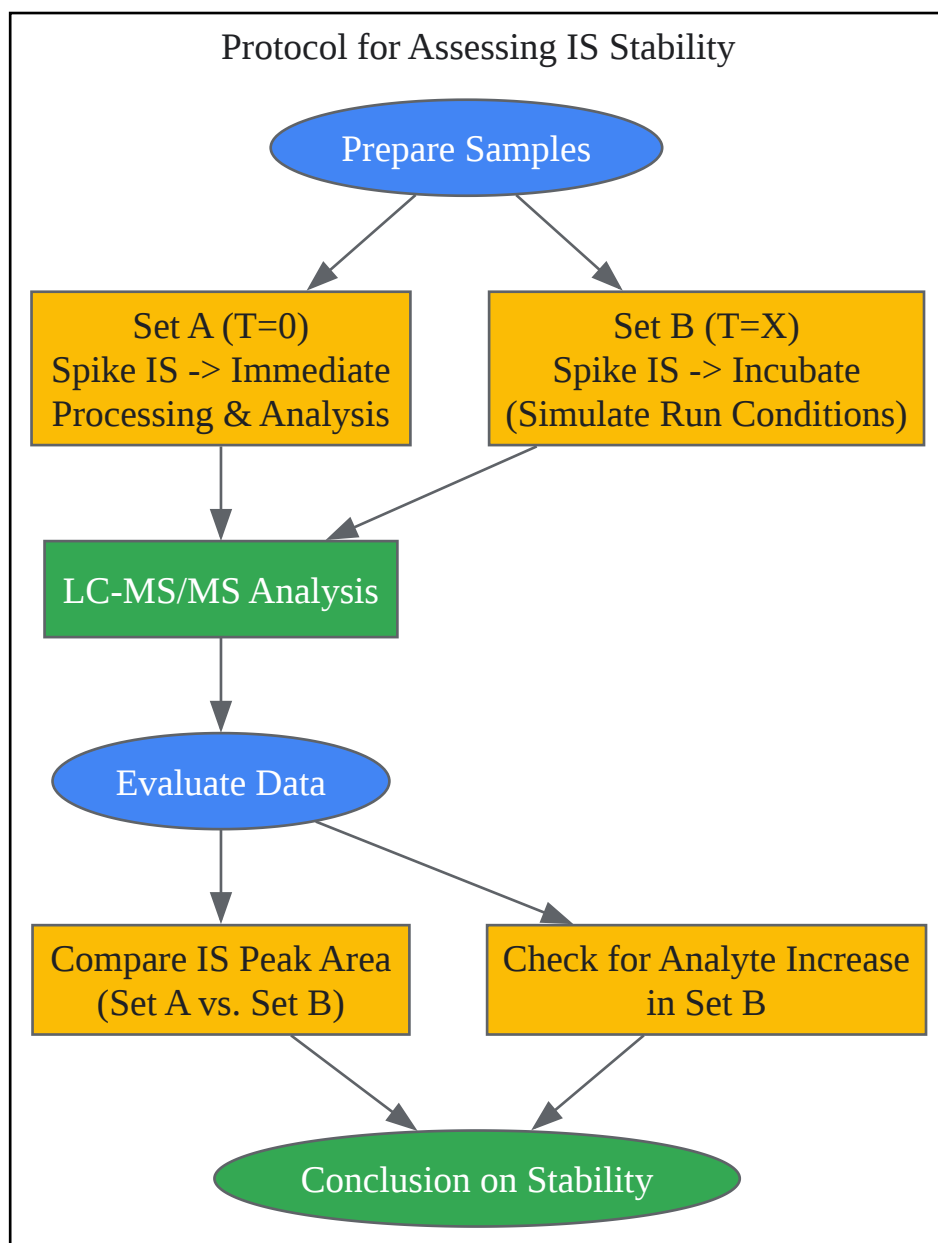 Protocol for Assessing IS Stability
Prepare Samples
Set A (T=0)
Spike IS -> Immediate
Processing & Analysis
Set B (T=X)
Spike IS -> Incubate
(Simulate Run Conditions)
LC-MS/MS Analysis
Evaluate Data
Compare IS Peak Area
(Set A vs. Set B)
Check for Analyte Increase
in Set B
Conclusion on Stability